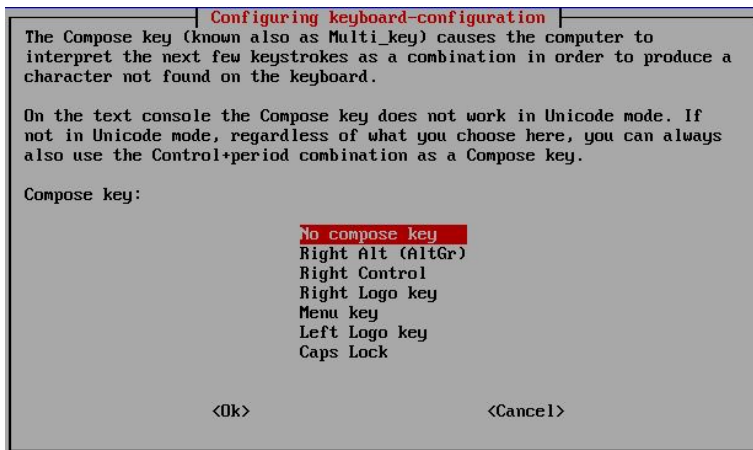 Configuring keyboard-configuration
The Compose key (known also as Multi_key) causes the computer to
interpret the next few keystrokes as a combination in order to produce a
character not found on the keyboard.
On the text console the Compose key does not work in Unicode mode. If
not in Unicode mode, regardless of what you choose here, you can always
also use the Control+period combination as a Compose key.
Compose key:
No compose key
Right Alt (AltGr)
Right Control
Right Logo key
Menu key
Left Logo key
Caps Lock
<Ok> <Cancel>